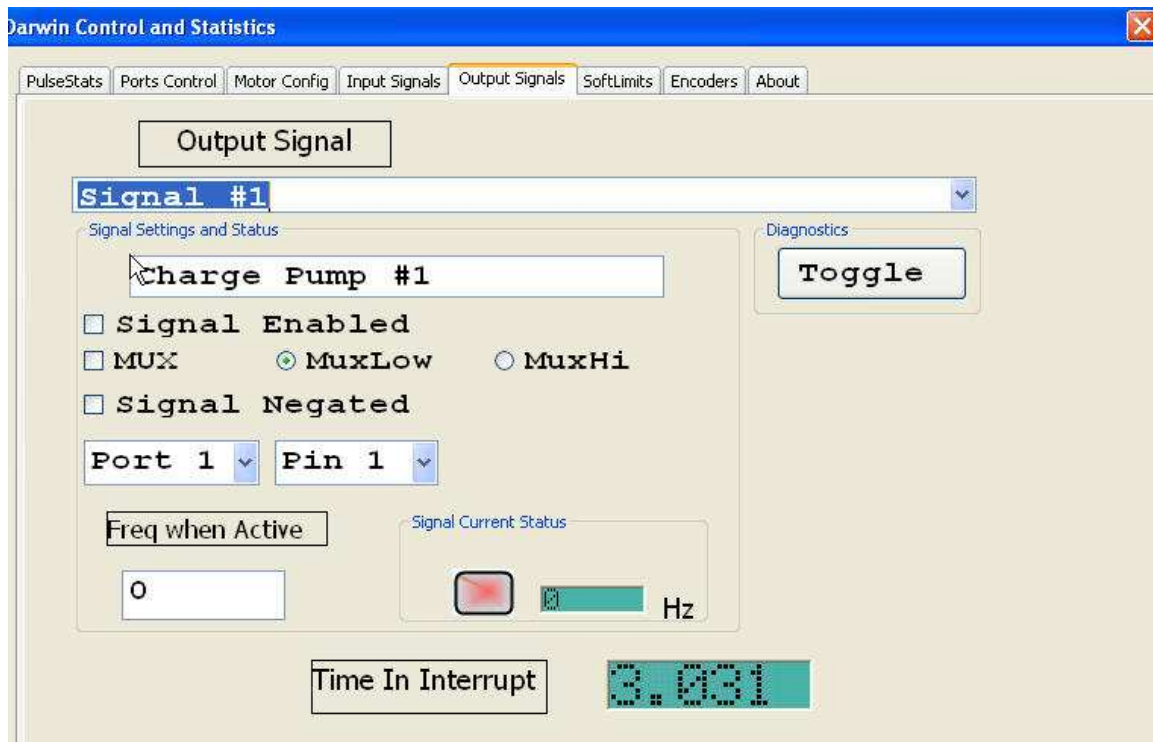 Darwin Control and Statistics
PulseStats Ports Control Motor Config Input Signals Output Signals SoftLimits Encoders About
Output Signal
Signal #1
Signal Settings and Status
Diagnostics
Charge Pump #1
Toggle
Signal Enabled
MUX MuxLow MuxHi
Signal Negated
Port 1 Pin 1
Freq when Active
Signal Current Status
0
0 Hz
Time In Interrupt 3.031